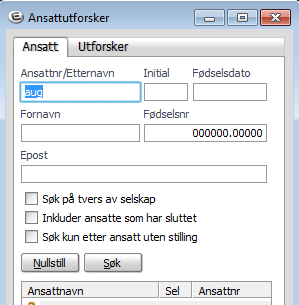 Ansattutforsker
Ansatt Utforsker
Ansattnr/Etternavn Initial Fødselsdato
aug
Fornavn Fødselsnr
000000.00000
Epost
Søk på tvers av selskap
Inkluder ansatte som har sluttet
Søk kun etter ansatt uten stilling
Nullstill Søk
Ansattnavn Sel Ansattnr